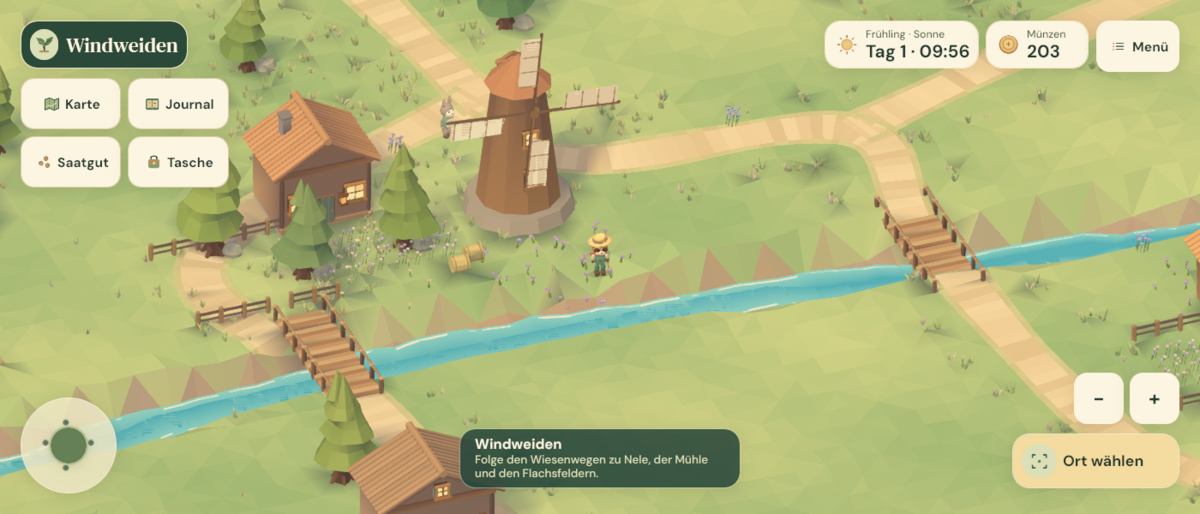 Windweiden
Karte
Journal
Saatgut
Tasche
Frühling · Sonne
Tag 1 · 09:56
Münzen
203
Menü
Windweiden
Folge den Wiesenwegen zu Nele, der Mühle
und den Flachsfeldern.
−
+
Ort wählen